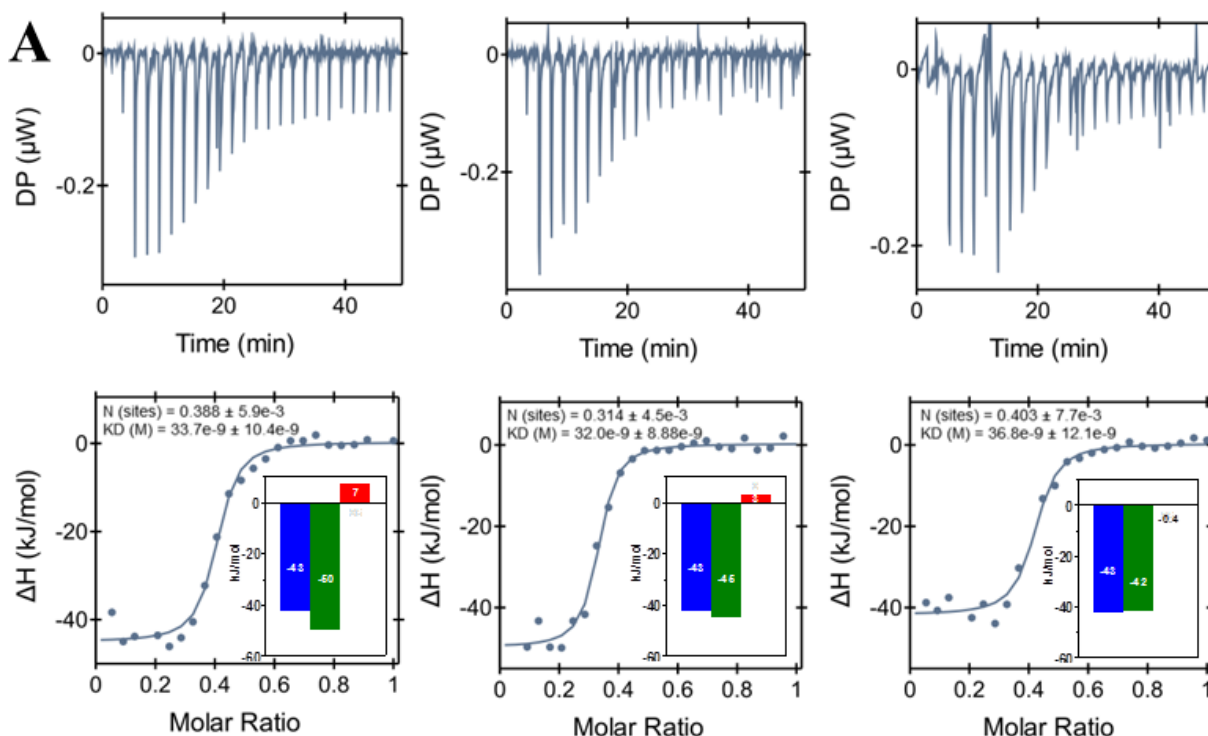 A
0
-0.2
DP (µW)
0
20
40
Time (min)
0
-0.2
DP (µW)
0
20
40
Time (min)
0
-0.2
DP (µW)
0
20
40
Time (min)
N (sites) = 0.388 ± 5.9e-3
KD (M) = 33.7e-9 ± 10.4e-9
0
-20
-40
ΔH (kJ/mol)
0
-20
-40
-60
kJ/mol
-50
7
0
0.2
0.4
0.6
0.8
1
Molar Ratio
N (sites) = 0.314 ± 4.5e-3
KD (M) = 32.0e-9 ± 8.88e-9
0
-20
-40
ΔH (kJ/mol)
0
-20
-40
-60
kJ/mol
0
0.2
0.4
0.6
0.8
1
Molar Ratio
N (sites) = 0.403 ± 7.7e-3
KD (M) = 36.8e-9 ± 12.1e-9
0
-20
-40
ΔH (kJ/mol)
0
-20
-40
-60
kJ/mol
-42
-0.4
0
0.2
0.4
0.6
0.8
1
Molar Ratio